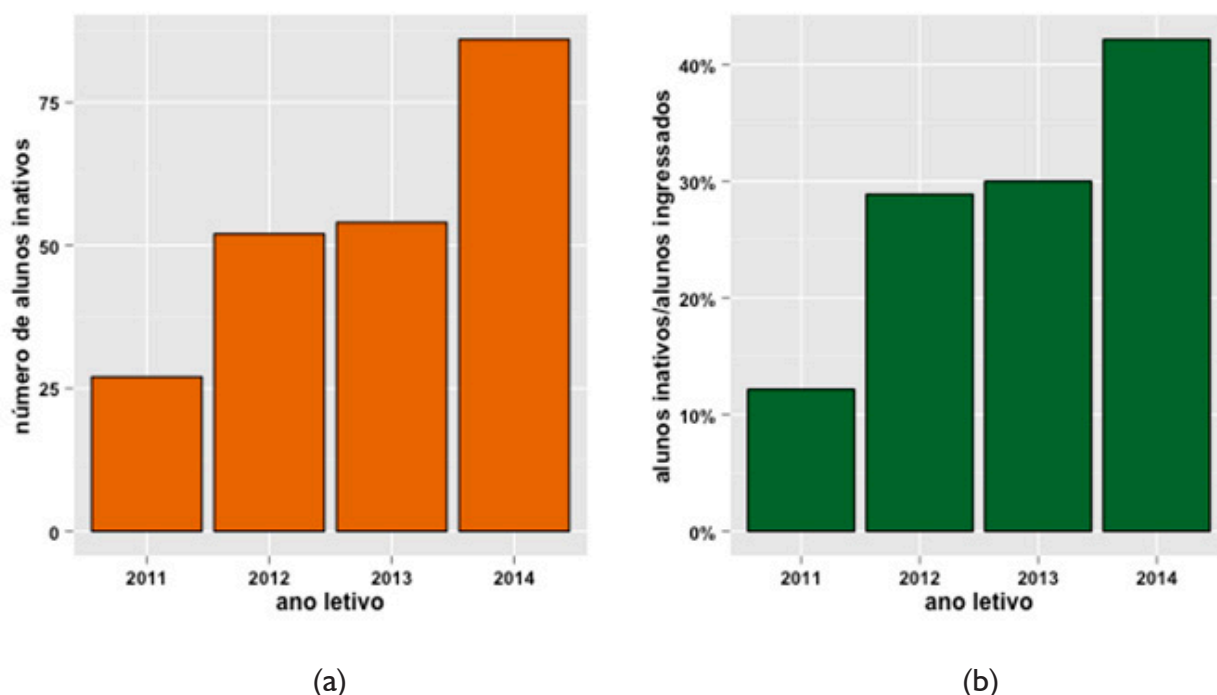 número de alunos inativos
75
50
25
0
2011 2012 2013 2014
ano letivo
(a)
alunos inativos/alunos ingressados
40%
30%
20%
10%
0%
2011 2012 2013 2014
ano letivo
(b)